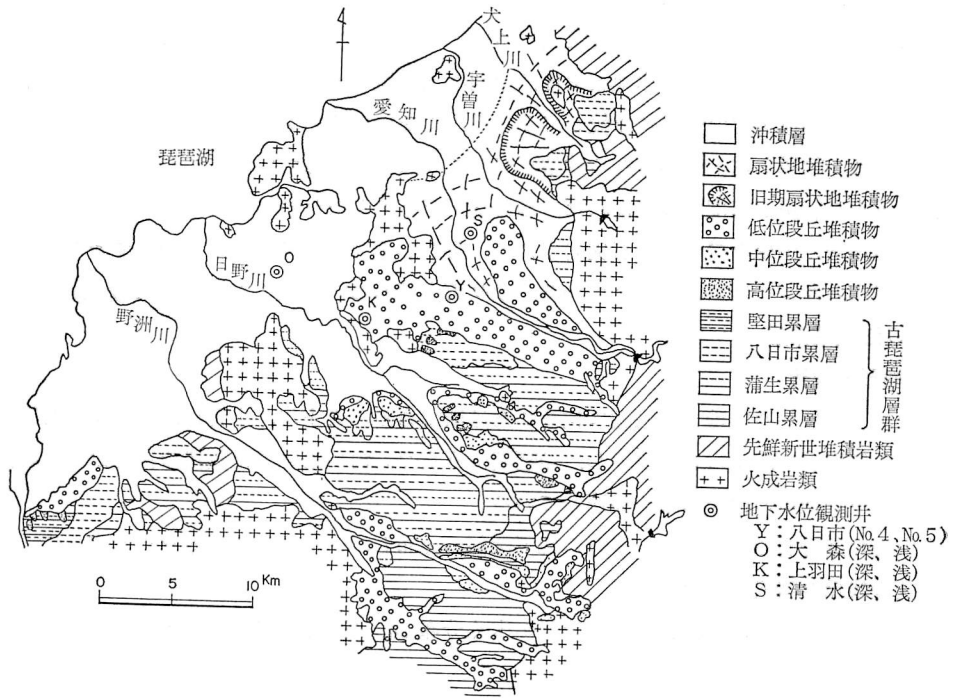 犬上川
宇曽川
愛知川
琵琶湖
S
O
日野川
Y
K
野洲川
0 5 10 Km
沖積層
扇状地堆積物
旧期扇状地堆積物
低位段丘堆積物
中位段丘堆積物
高位段丘堆積物
堅田累層
八日市累層
蒲生累層
佐山累層
古琵琶湖層群
先鮮新世堆積岩類
火成岩類
地下水位観測井
Y:八日市(No.4、No.5)
O:大 森(深、浅)
K:上羽田(深、浅)
S:清 水(深、浅)